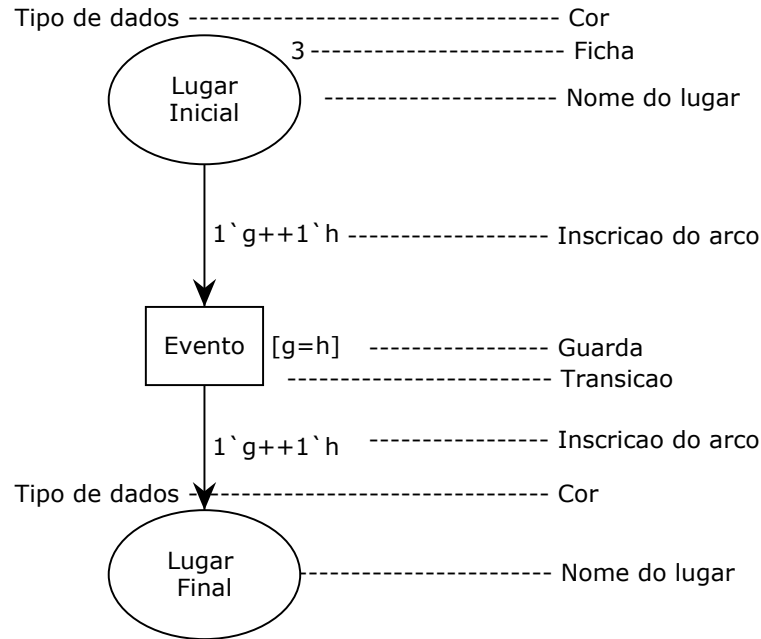 Tipo de dados Cor
3 Ficha
Lugar
Inicial
Nome do lugar
1`g++1`h Inscricao do arco
Evento [g=h] Guarda
Transicao
1`g++1`h Inscricao do arco
Tipo de dados Cor
Lugar
Final
Nome do lugar